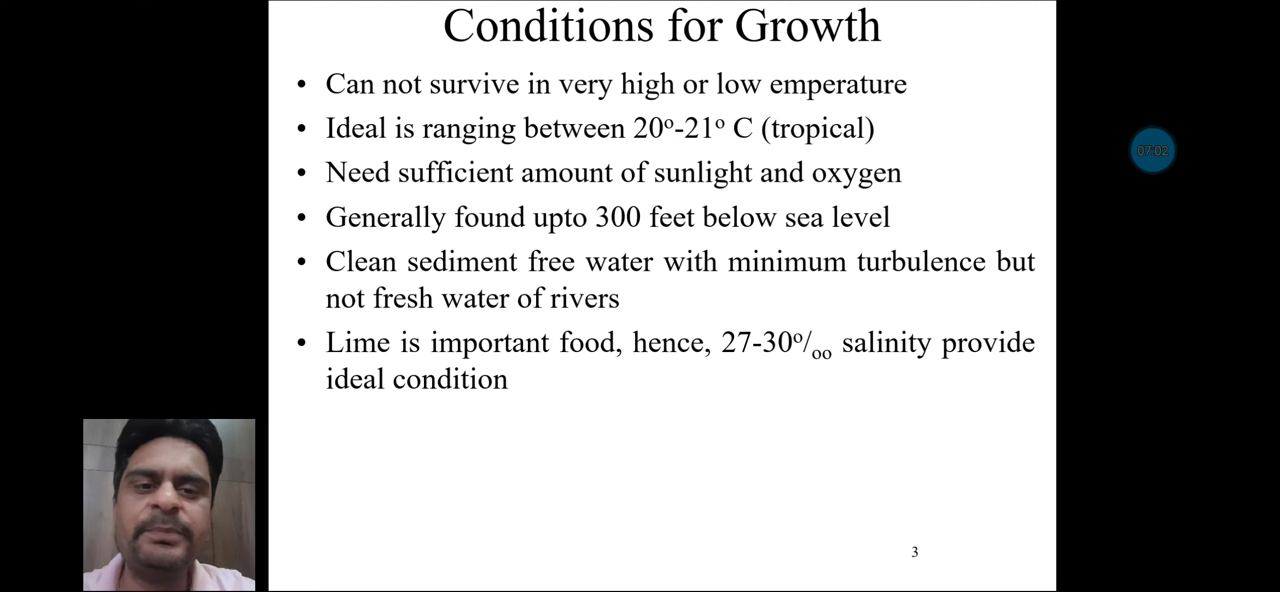 Conditions for Growth
• Can not survive in very high or low emperature
• Ideal is ranging between 20º-21º C (tropical)
• Need sufficient amount of sunlight and oxygen
• Generally found upto 300 feet below sea level
• Clean sediment free water with minimum turbulence but
not fresh water of rivers
• Lime is important food, hence, 27-30º/₀₀ salinity provide
ideal condition
3
07:02